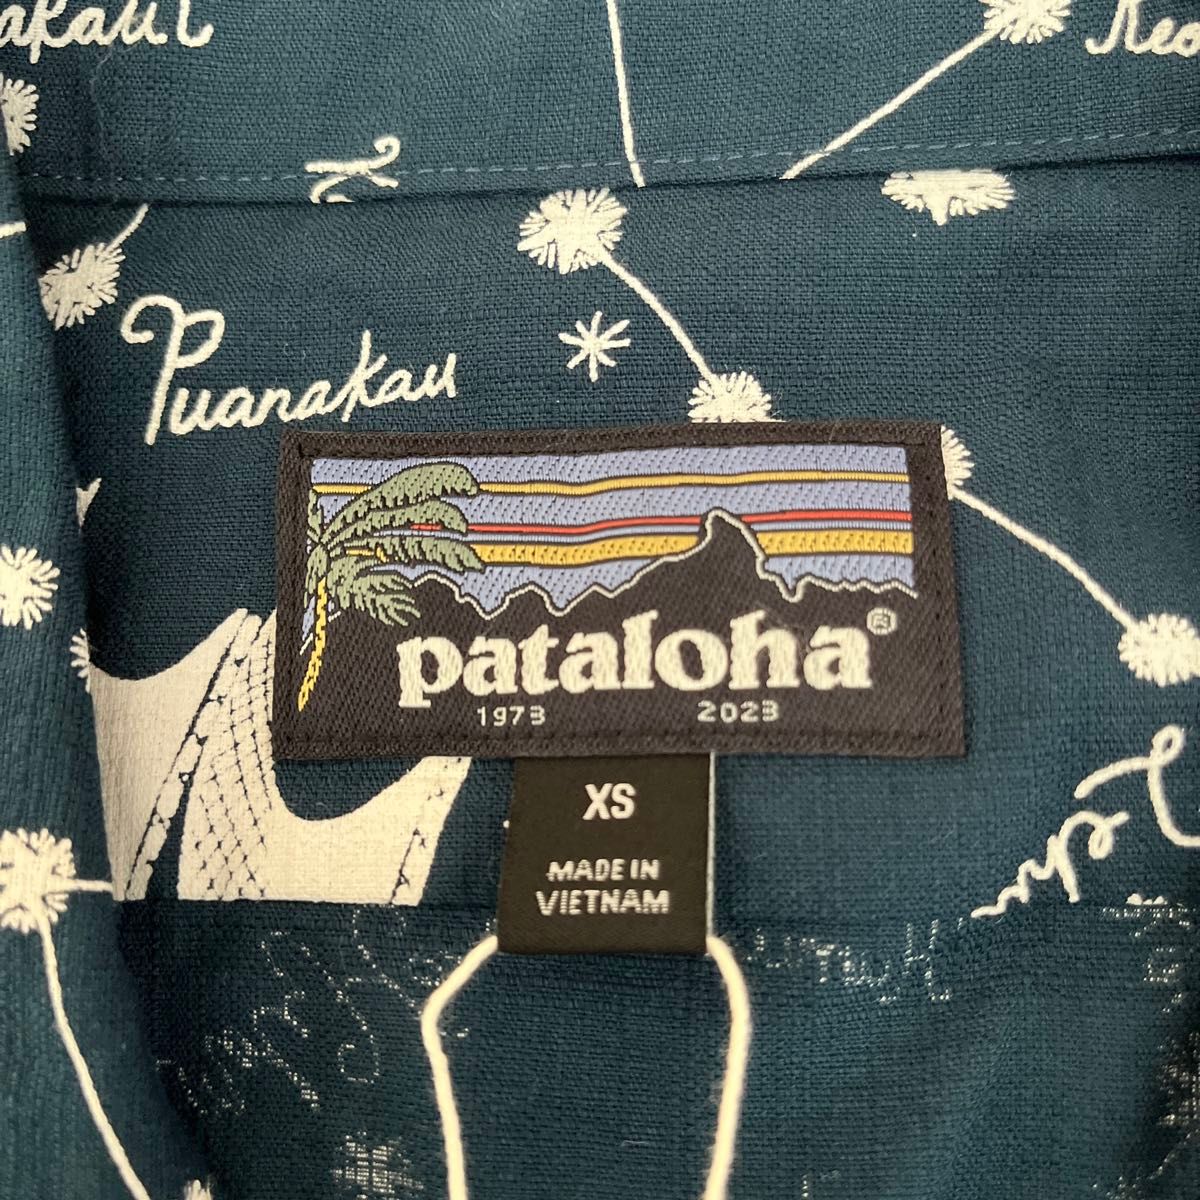 Puanakau
pataloha®
1973 2023
XS
MADE IN
VIETNAM